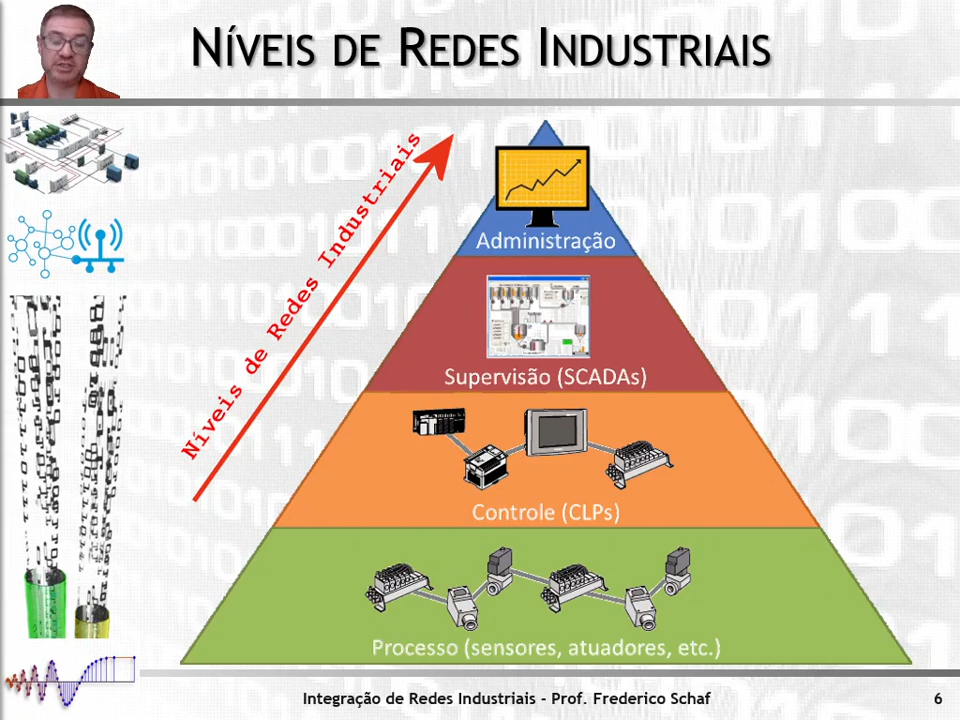 NÍVEIS DE REDES INDUSTRIAIS
Níveis de Redes Industriais
Administração
Supervisão (SCADAs)
Controle (CLPs)
Processo (sensores, atuadores, etc.)
Integração de Redes Industriais - Prof. Frederico Schaf
6